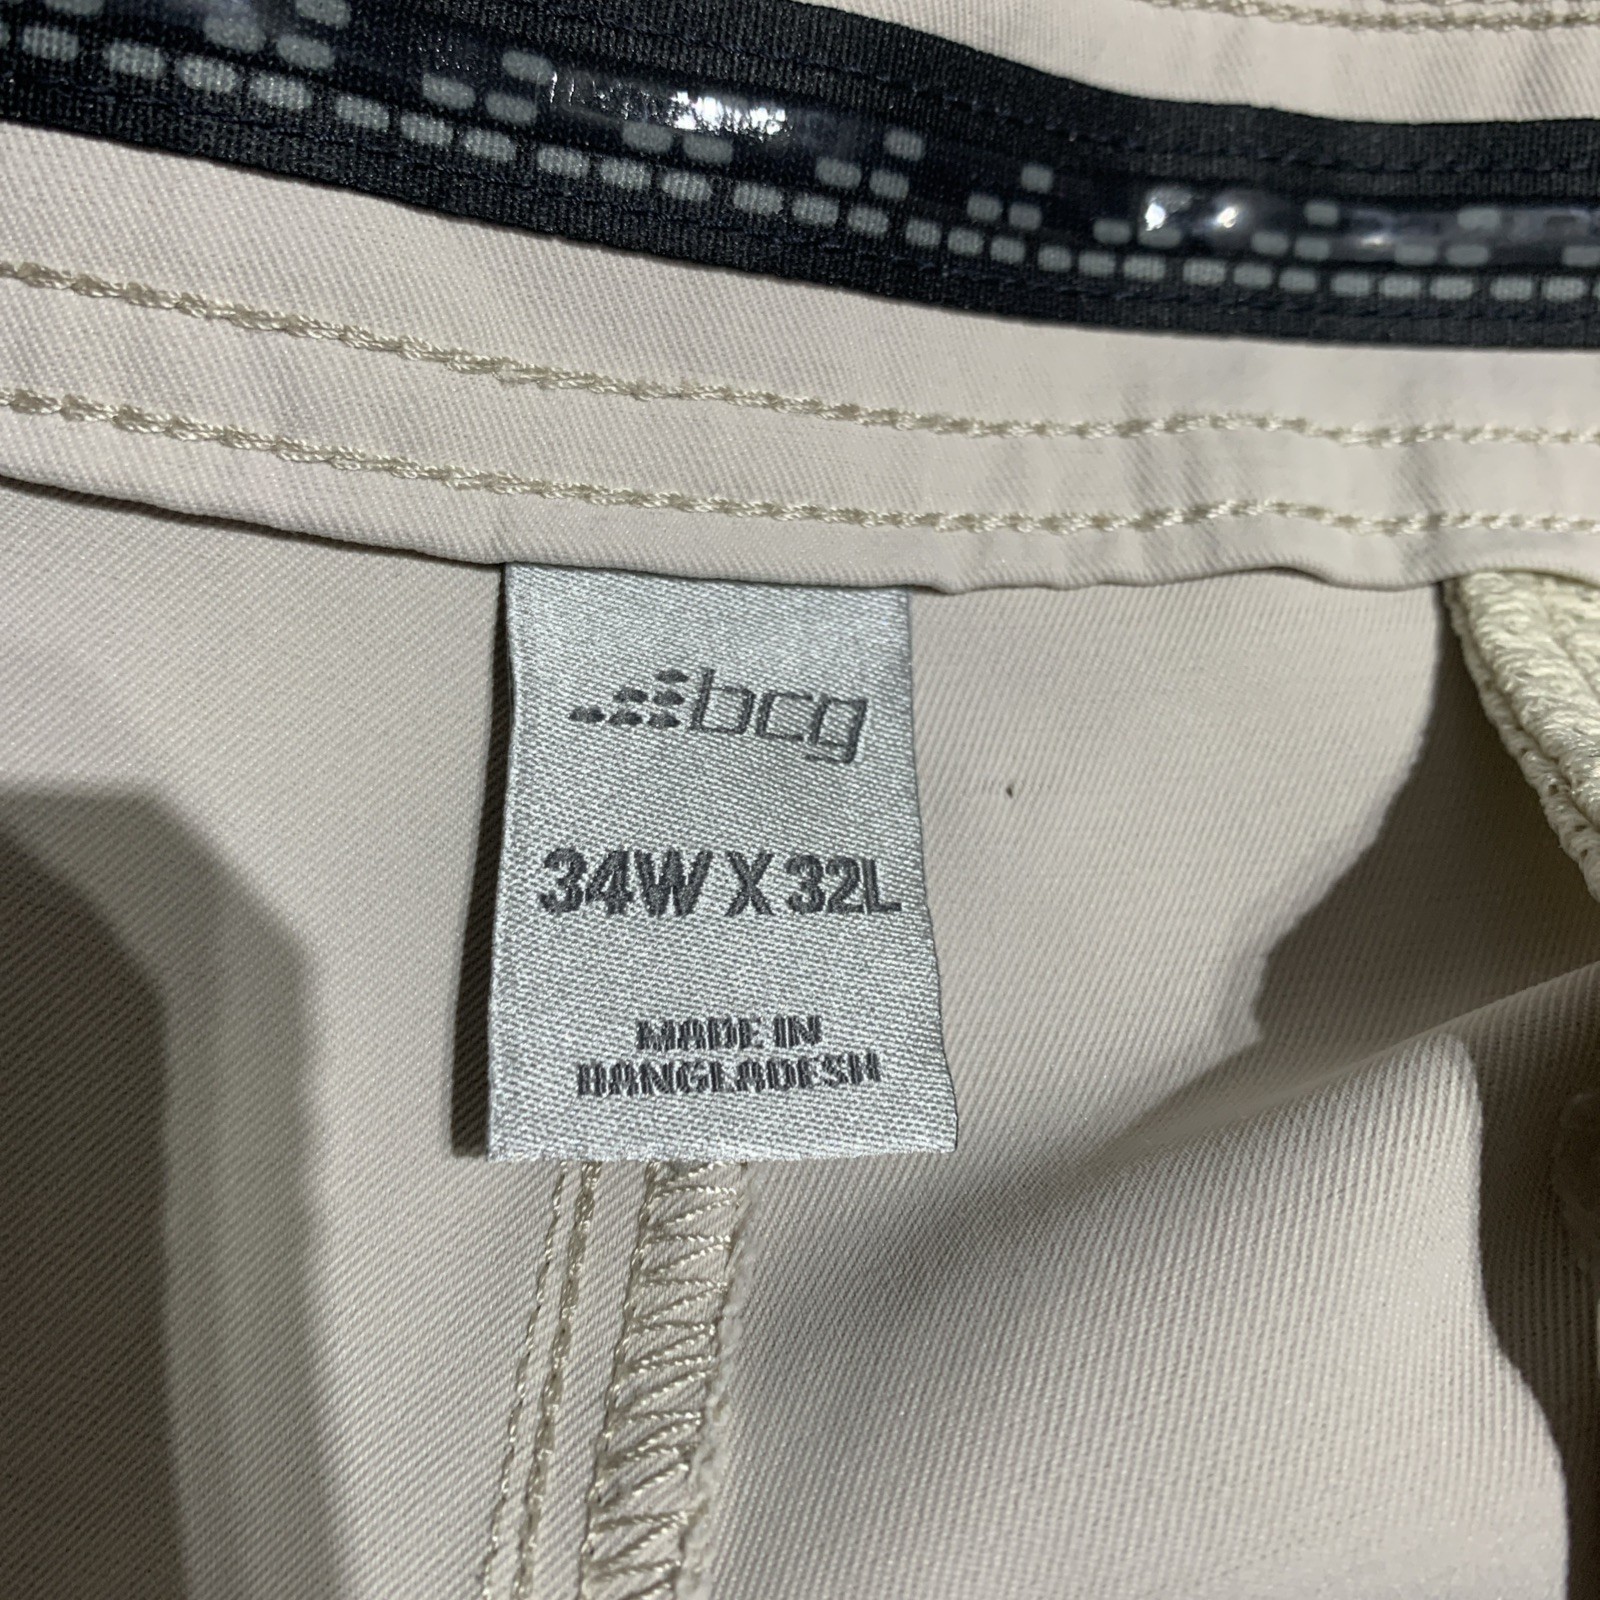 bcg
34W X 32L
MADE IN
BANGLADESH